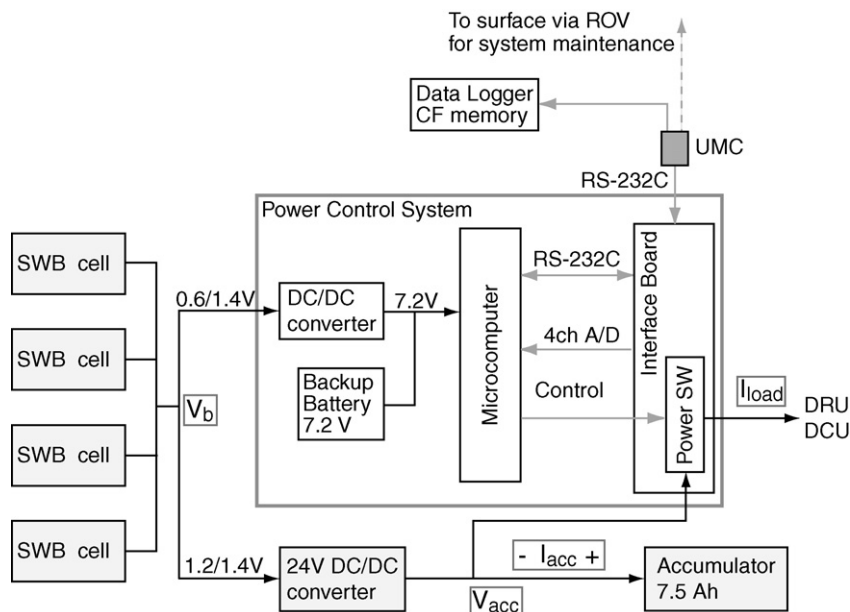 To surface via ROV
for system maintenance
Data Logger
CF memory
UMC
RS-232C
Power Control System
SWB cell
SWB cell
SWB cell
SWB cell
0.6/1.4V
DC/DC
converter
7.2V
Backup
Battery
7.2 V
Microcomputer
RS-232C
4ch A/D
Control
Interface Board
Power SW
Iload
DRU
DCU
Vb
1.2/1.4V
24V DC/DC
converter
- Iacc +
Vacc
Accumulator
7.5 Ah